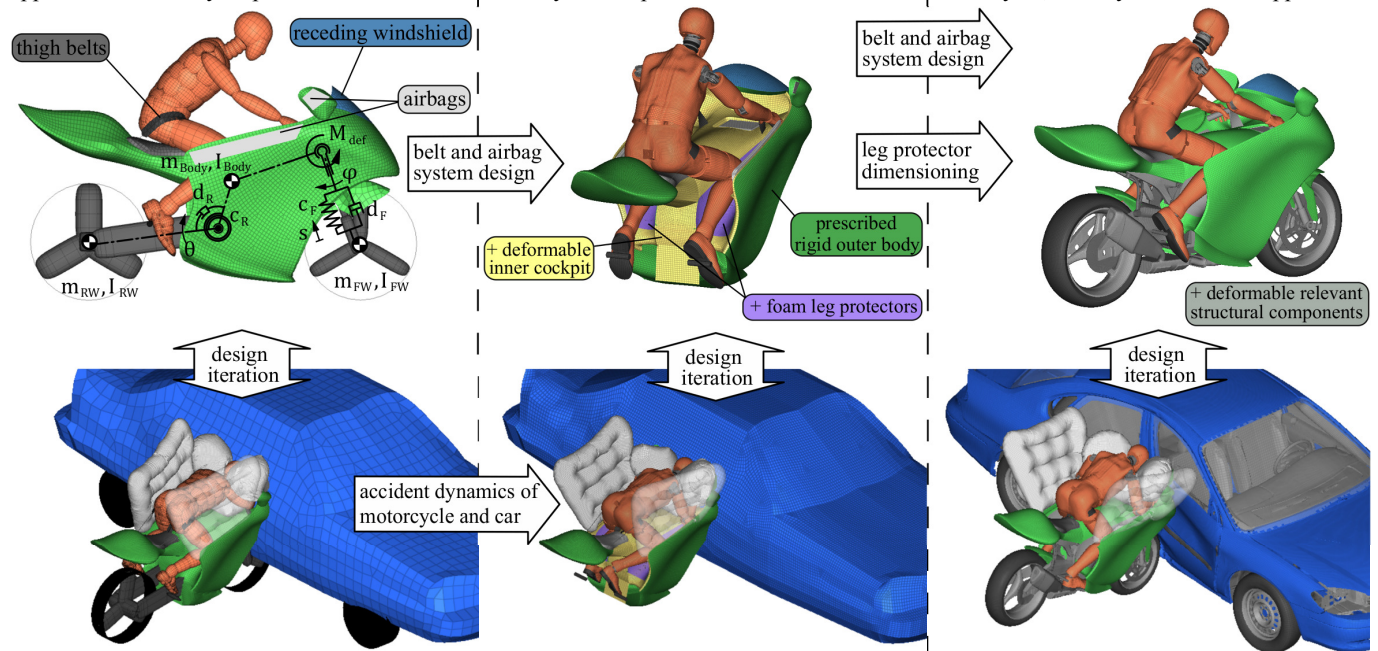 receding windshield
thigh belts
airbags
M_def
m_Body, I_Body
φ
d_R
c_R
c_F
d_F
s
θ
m_RW, I_RW
m_FW, I_FW
belt and airbag
system design
+ deformable
inner cockpit
prescribed
rigid outer body
+ foam leg protectors
belt and airbag
system design
leg protector
dimensioning
+ deformable relevant
structural components
design
iteration
design
iteration
design
iteration
accident dynamics of
motorcycle and car